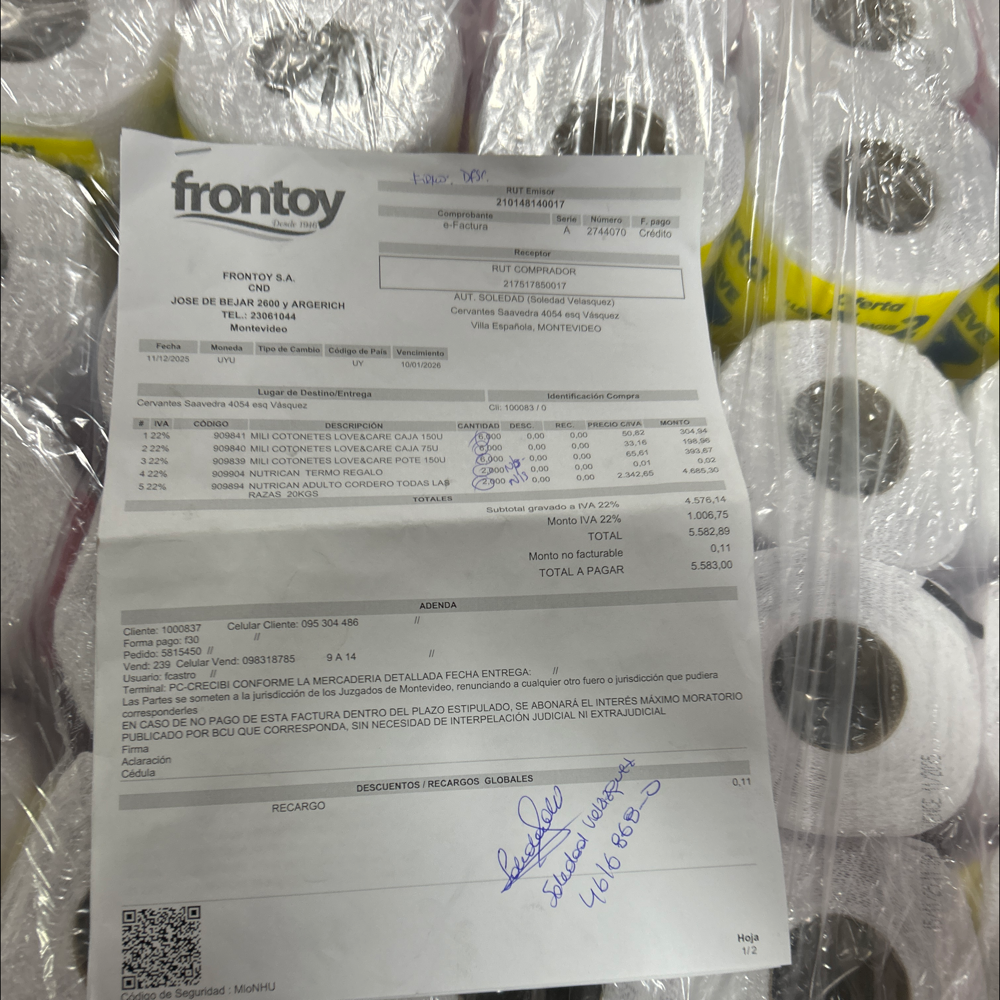 frontoy
Desde 1946
FRONTOY S.A.
CND
JOSE DE BEJAR 2600 y ARGERICH
TEL.: 23061044
Montevideo
RUT Emisor
210148140017
Comprobante Serie Número F. pago
e-Factura A 2744070 Crédito
Receptor
RUT COMPRADOR
217517850017
AUT. SOLEDAD (Soledad Velasquez)
Cervantes Saavedra 4054 esq Vásquez
Villa Española, MONTEVIDEO
Fecha Moneda Tipo de Cambio Código de País Vencimiento
11/12/2025 UYU UY 10/01/2026
Lugar de Destino/Entrega Identificación Compra
Cervantes Saavedra 4054 esq Vásquez Cli: 100083 / 0
# IVA CÓDIGO DESCRIPCIÓN CANTIDAD DESC. REC. PRECIO C/IVA MONTO
1 22% 909841 MILI COTONETES LOVE&CARE CAJA 150U 6,000 0,00 0,00 50,82 304,94
2 22% 909840 MILI COTONETES LOVE&CARE CAJA 75U 6,000 0,00 0,00 33,16 198,96
3 22% 909839 MILI COTONETES LOVE&CARE POTE 150U 6,000 0,00 0,00 65,61 393,67
4 22% 909904 NUTRICAN TERMO REGALO 2,000 0,00 0,00 0,01 0,02
5 22% 909894 NUTRICAN ADULTO CORDERO TODAS LAS 2,000 N/S 0,00 0,00 2.342,65 4.685,30
RAZAS 20KGS
TOTALES
Subtotal gravado a IVA 22% 4.576,14
Monto IVA 22% 1.006,75
TOTAL 5.582,89
Monto no facturable 0,11
TOTAL A PAGAR 5.583,00
ADENDA
Cliente: 1000837 Celular Cliente: 095 304 486 //
Forma pago: f30 //
Pedido: 5815450 //
Vend: 239 Celular Vend: 098318785 9 A 14 //
Usuario: fcastro //
Terminal: PC-CRECIBI CONFORME LA MERCADERIA DETALLADA FECHA ENTREGA: //
Las Partes se someten a la jurisdicción de los Juzgados de Montevideo, renunciando a cualquier otro fuero o jurisdicción que pudiera
corresponderles
EN CASO DE NO PAGO DE ESTA FACTURA DENTRO DEL PLAZO ESTIPULADO, SE ABONARÁ EL INTERÉS MÁXIMO MORATORIO
PUBLICADO POR BCU QUE CORRESPONDA, SIN NECESIDAD DE INTERPELACIÓN JUDICIAL NI EXTRAJUDICIAL
Firma
Aclaración
Cédula
DESCUENTOS / RECARGOS GLOBALES
RECARGO 0,11
Soledad Velazquez
4616 868-0
Hoja
1/2
Código de Seguridad : MIoNHU
Oferta